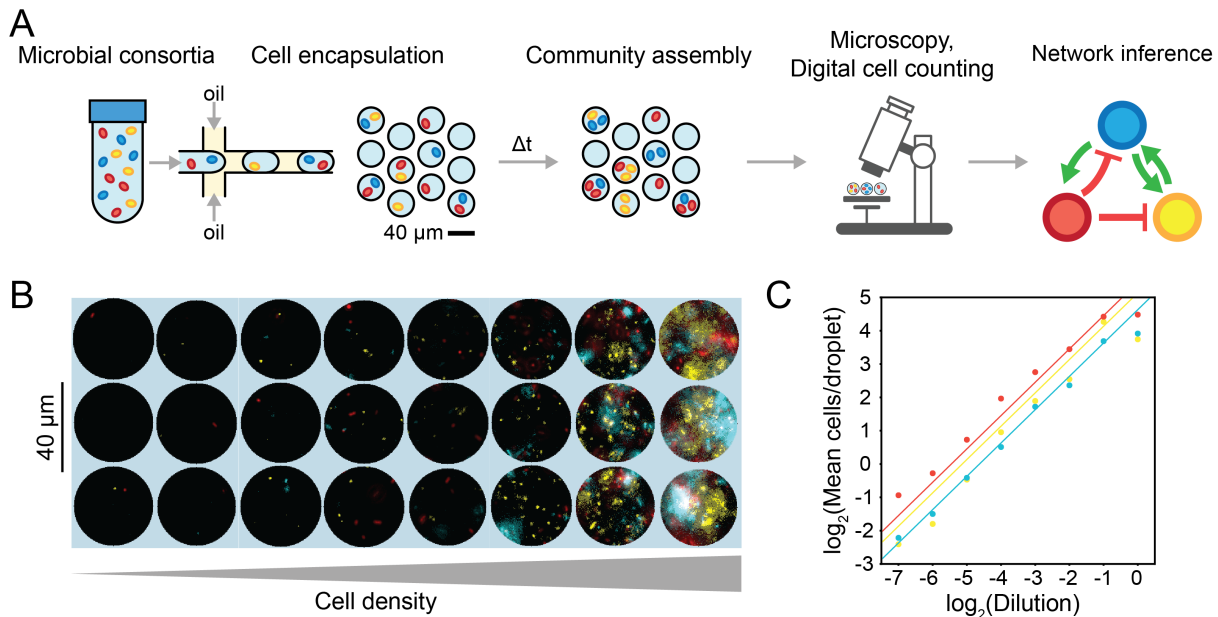 A
Microbial consortia
Cell encapsulation
Community assembly
Microscopy,
Digital cell counting
Network inference
oil
oil
Δt
40 µm
B
40 µm
Cell density
C
log2(Mean cells/droplet)
5
4
3
2
1
0
-1
-2
-3
-7 -6 -5 -4 -3 -2 -1 0
log2(Dilution)